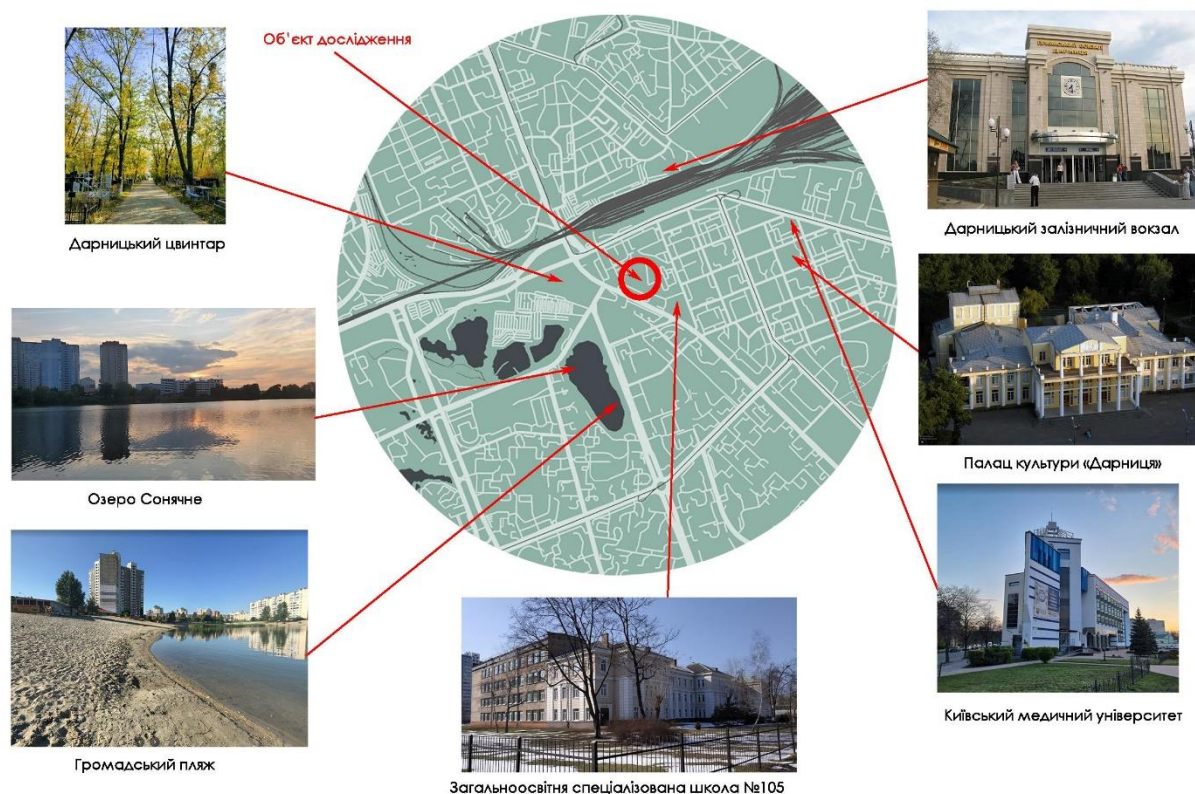 Об'єкт дослідження
Дарницький цвинтар
Дарницький залізничний вокзал
Озеро Сонячне
Палац культури «Дарниця»
Громадський пляж
Київський медичний університет
Загальноосвітня спеціалізована школа №105